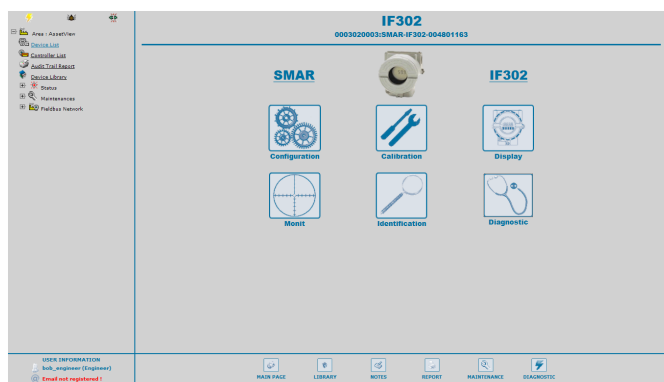 Area : AssetView
Device List
Controller List
Audit Trail Report
Device Library
Status
Maintenances
Fieldbus Network
IF302
0003020003:SMAR-IF302-004801163
SMAR
IF302
Configuration
Calibration
Display
Monit
Identification
Diagnostic
USER INFORMATION
bob_engineer (Engineer)
Email not registered !
MAIN PAGE
LIBRARY
NOTES
REPORT
MAINTENANCE
DIAGNOSTIC